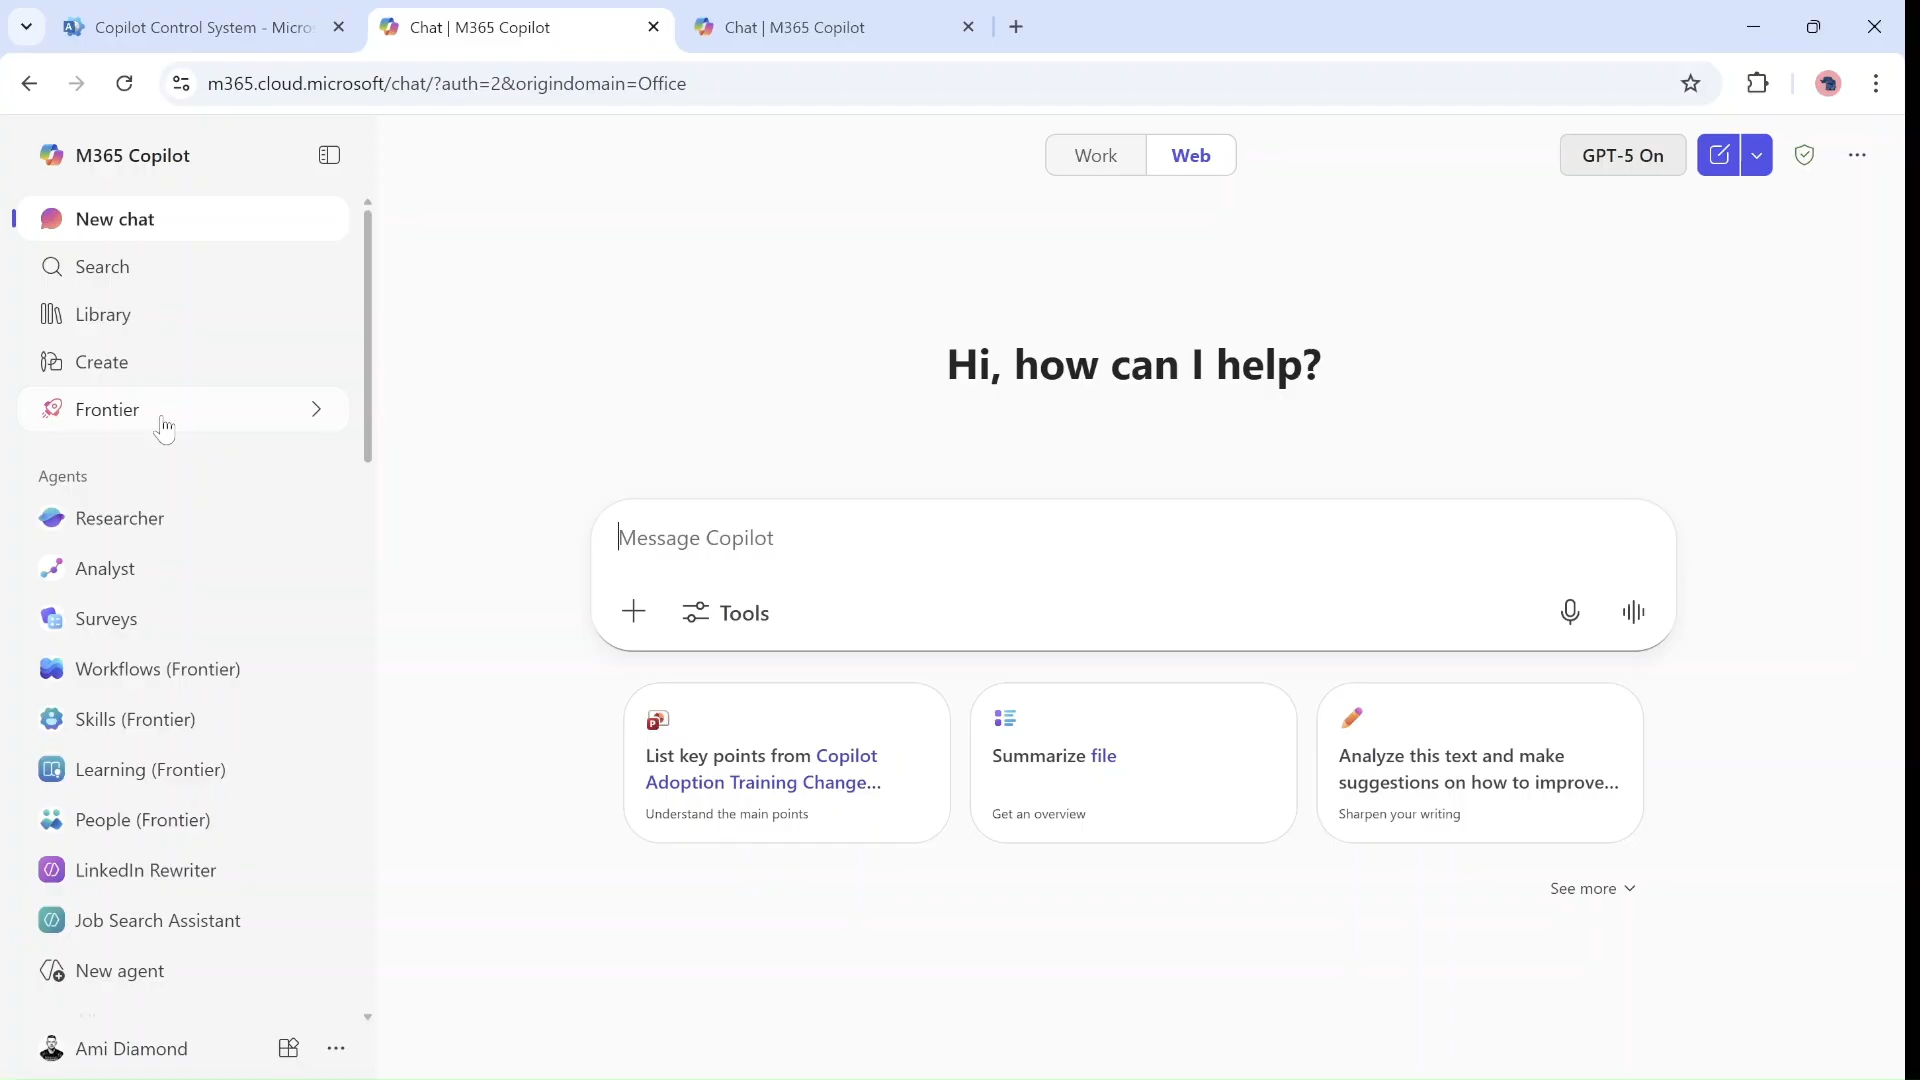 Copilot Control System - Micro
Chat | M365 Copilot
Chat | M365 Copilot
m365.cloud.microsoft/chat/?auth=2&origindomain=Office
M365 Copilot
Work
Web
GPT-5 On
New chat
Search
Library
Create
Frontier
Agents
Researcher
Analyst
Surveys
Workflows (Frontier)
Skills (Frontier)
Learning (Frontier)
People (Frontier)
LinkedIn Rewriter
Job Search Assistant
New agent
Ami Diamond
Hi, how can I help?
Message Copilot
Tools
List key points from Copilot
Adoption Training Change...
Understand the main points
Summarize file
Get an overview
Analyze this text and make
suggestions on how to improve...
Sharpen your writing
See more